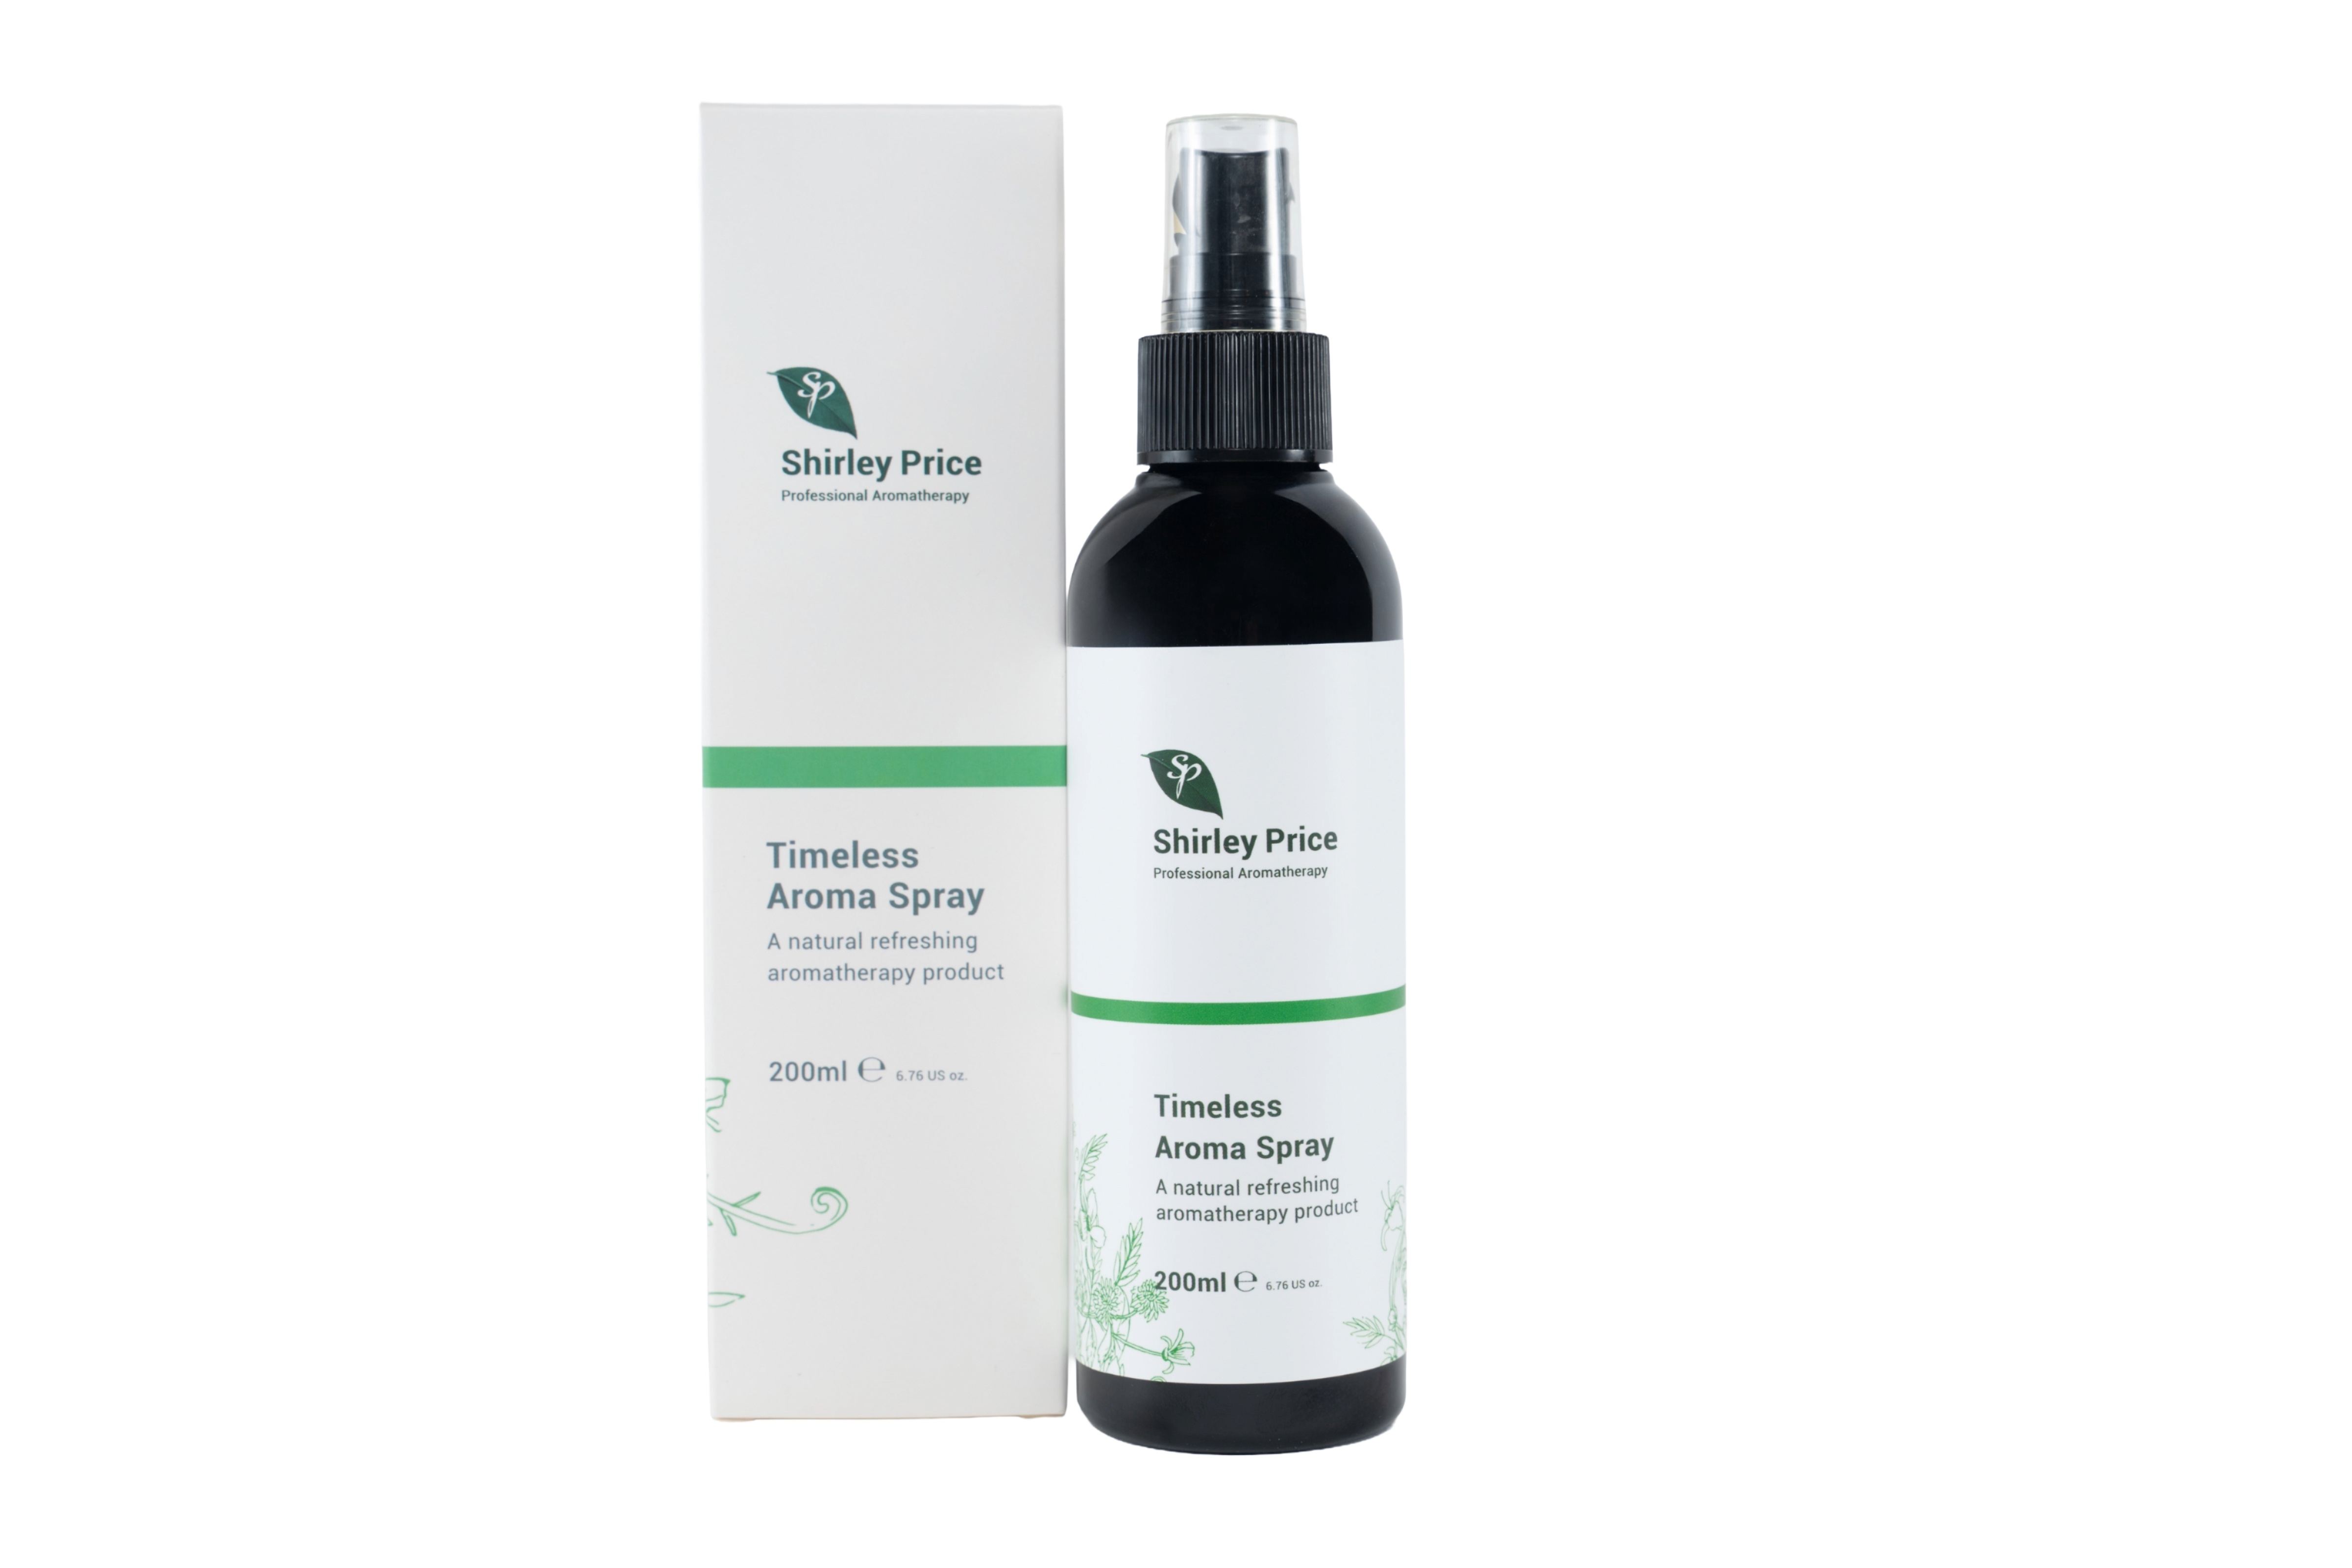 sp
Shirley Price
Professional Aromatherapy
Timeless
Aroma Spray
A natural refreshing
aromatherapy product
200ml ℮ 6.76 US oz.
sp
Shirley Price
Professional Aromatherapy
Timeless
Aroma Spray
A natural refreshing
aromatherapy product
200ml ℮ 6.76 US oz.